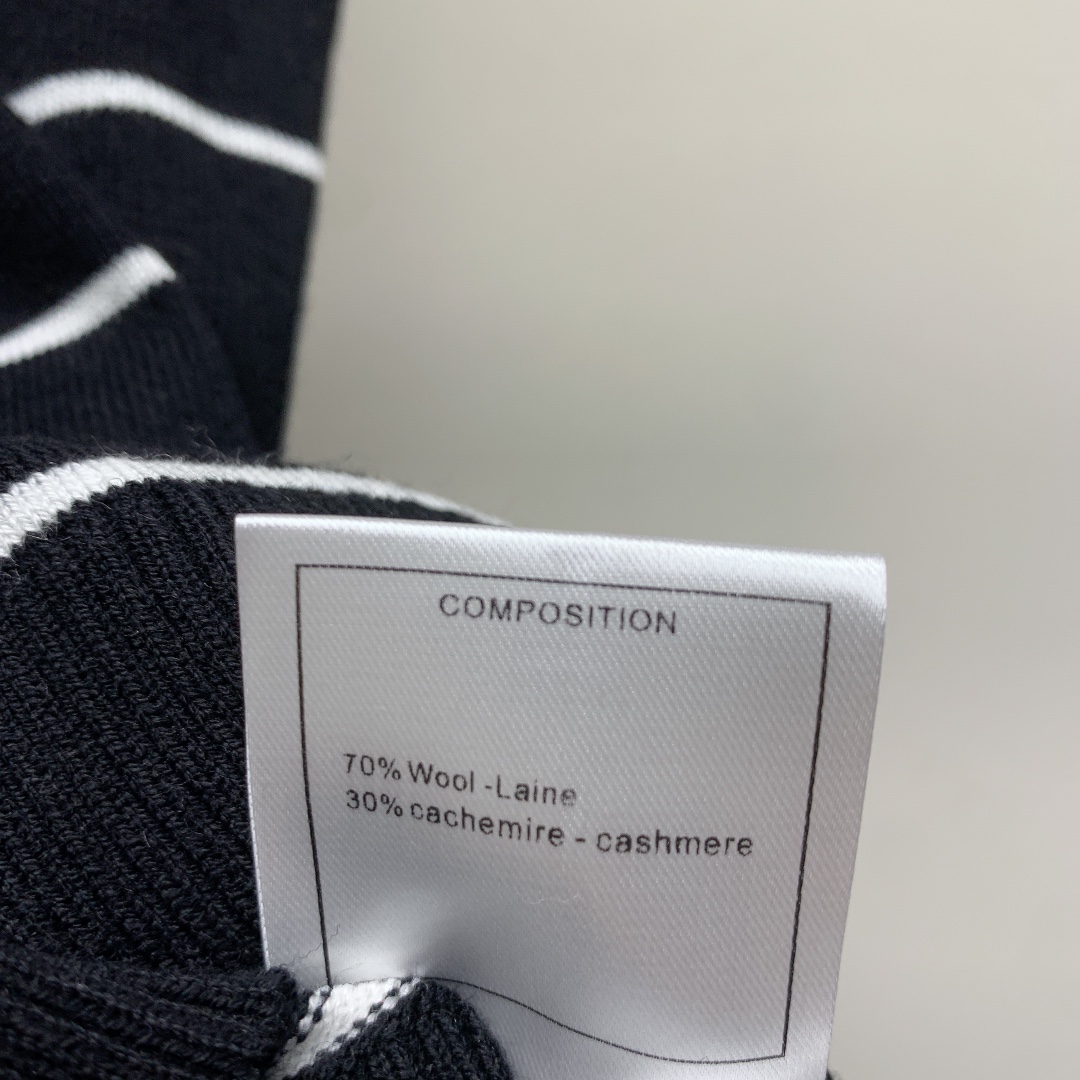 COMPOSITION
70% Wool -Laine
30% cachemire - cashmere